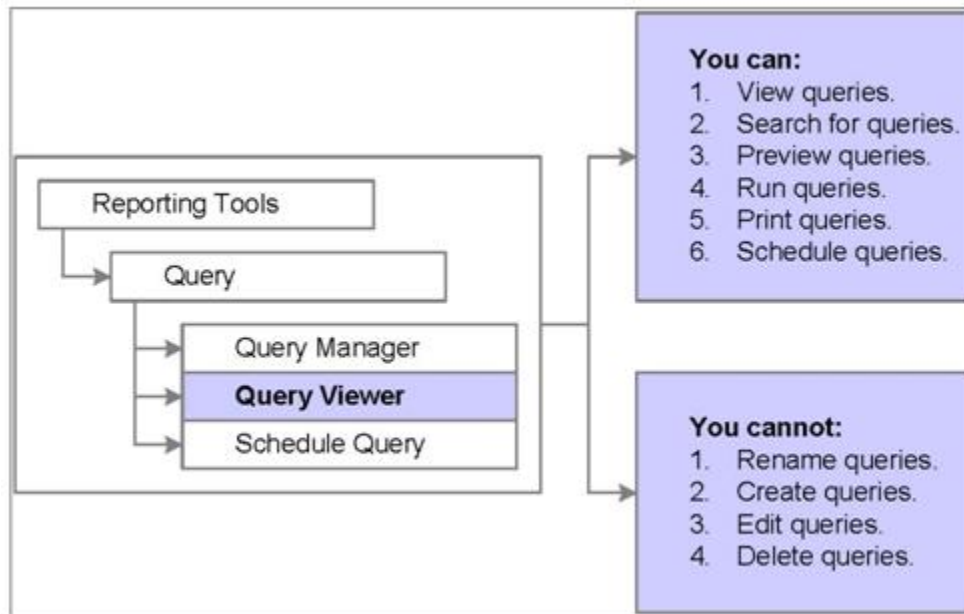 Reporting Tools
Query
Query Manager
Query Viewer
Schedule Query
You can:
1. View queries.
2. Search for queries.
3. Preview queries.
4. Run queries.
5. Print queries.
6. Schedule queries.
You cannot:
1. Rename queries.
2. Create queries.
3. Edit queries.
4. Delete queries.